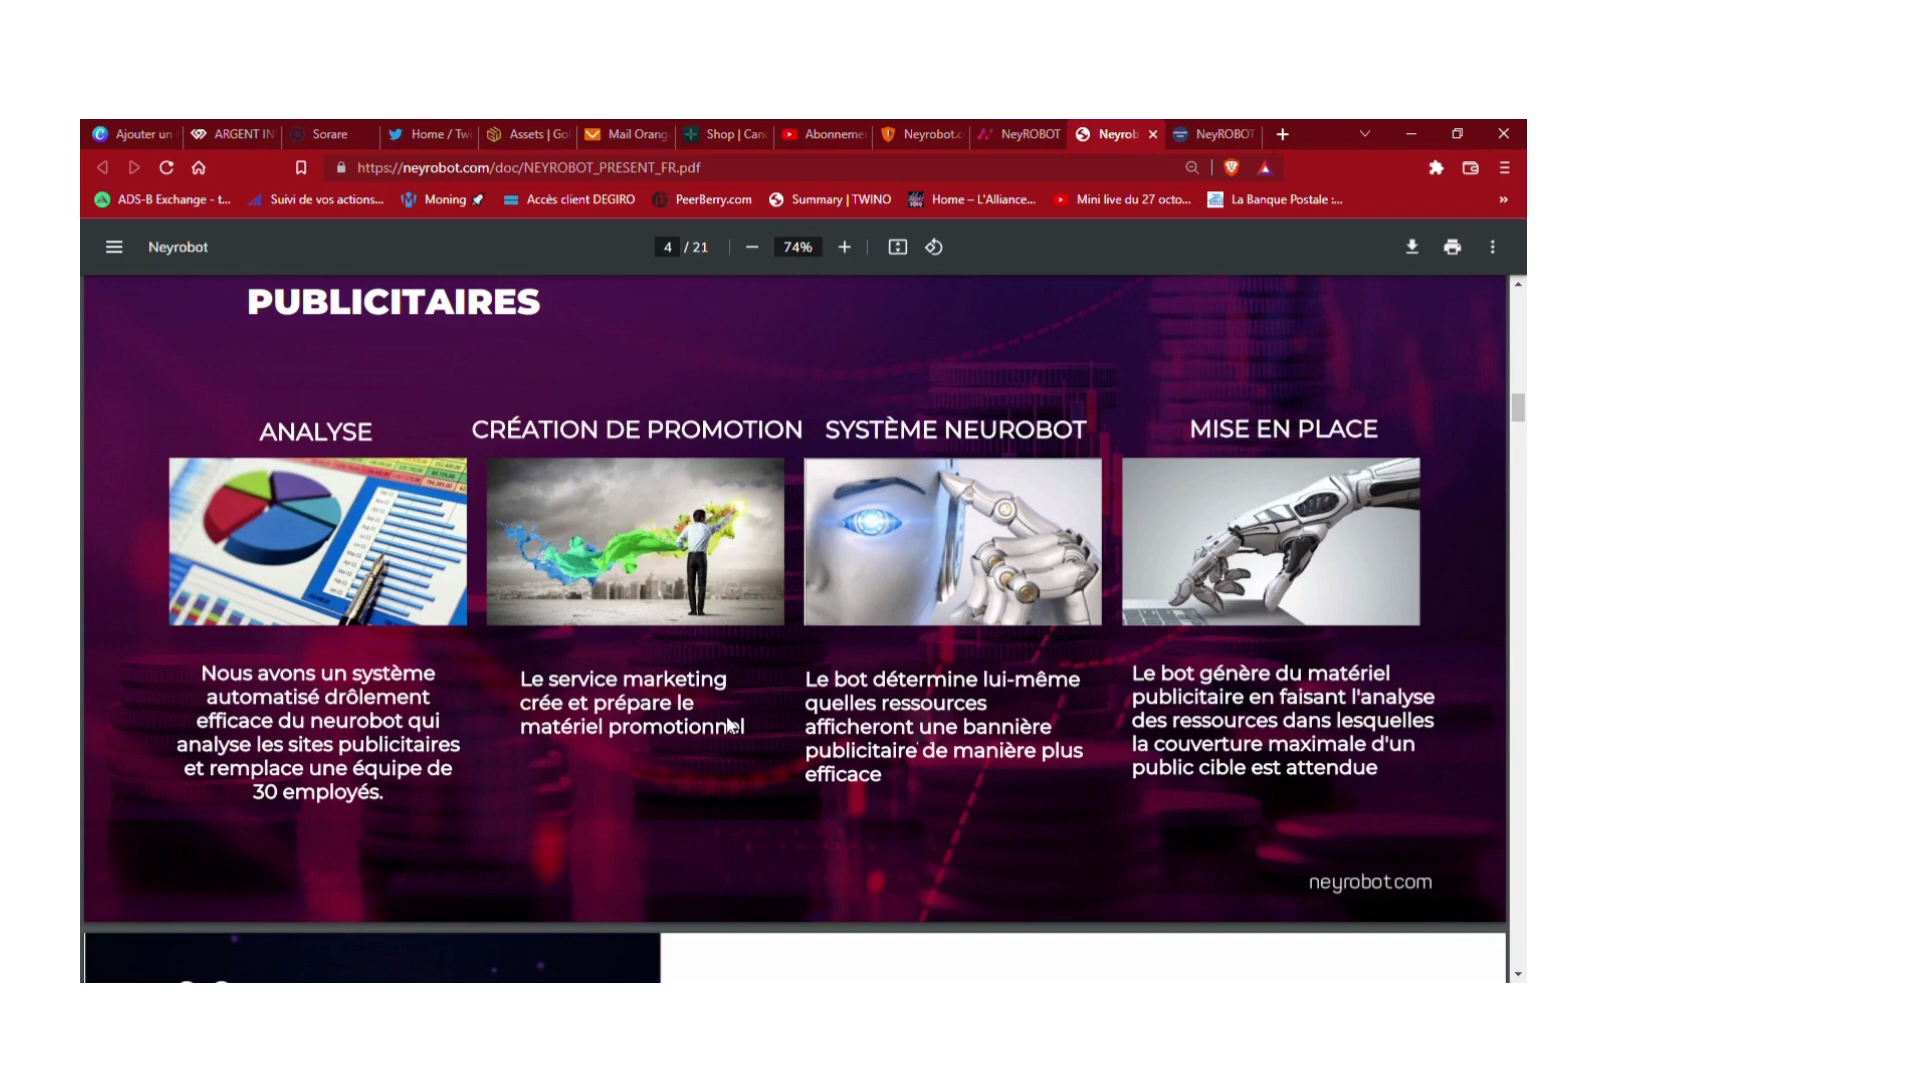 Ajouter un
ARGENT IN
Sorare
Home / Twi
Assets | Gol
Mail Orang
Shop | Can
Abonneme
Neyrobot.c
NeyROBOT
Neyrob
NeyROBOT
https://neyrobot.com/doc/NEYROBOT_PRESENT_FR.pdf
ADS-B Exchange - t...
Suivi de vos actions...
Moning
Accès client DEGIRO
PeerBerry.com
Summary | TWINO
Home – L'Alliance...
Mini live du 27 octo...
La Banque Postale :...
Neyrobot
4 / 21
74%
PUBLICITAIRES
ANALYSE
Nous avons un système
automatisé drôlement
efficace du neurobot qui
analyse les sites publicitaires
et remplace une équipe de
30 employés.
CRÉATION DE PROMOTION
Le service marketing
crée et prépare le
matériel promotionnel
SYSTÈME NEUROBOT
Le bot détermine lui-même
quelles ressources
afficheront une bannière
publicitaire de manière plus
efficace
MISE EN PLACE
Le bot génère du matériel
publicitaire en faisant l'analyse
des ressources dans lesquelles
la couverture maximale d'un
public cible est attendue
neyrobot.com